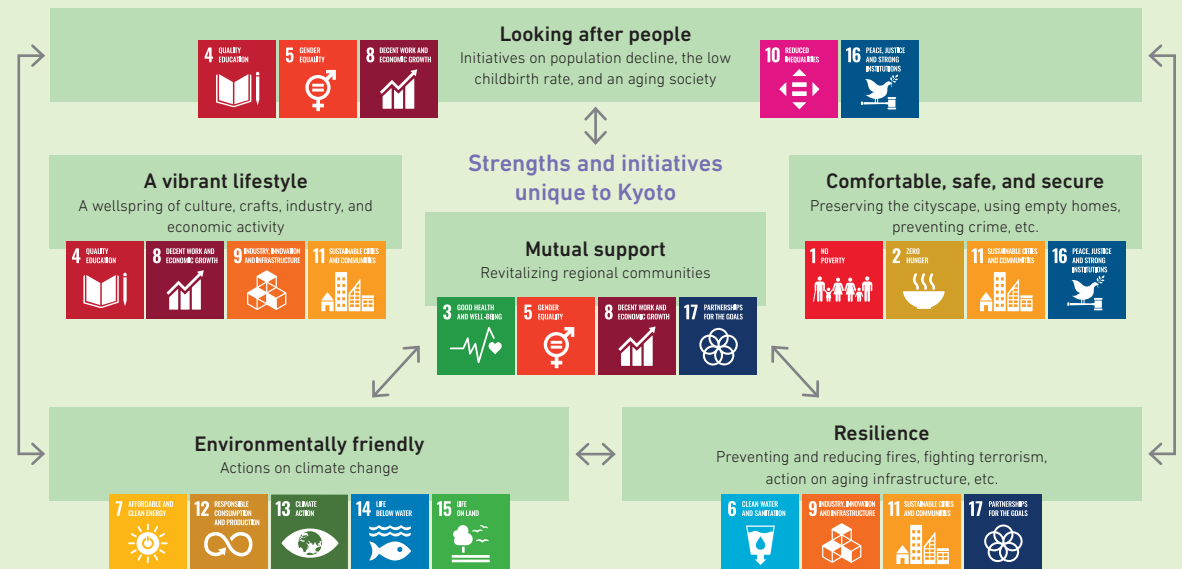 Looking after people
Initiatives on population decline, the low
childbirth rate, and an aging society
4 QUALITY
EDUCATION
5 GENDER
EQUALITY
8 DECENT WORK AND
ECONOMIC GROWTH
10 REDUCED
INEQUALITIES
16 PEACE, JUSTICE
AND STRONG
INSTITUTIONS
Strengths and initiatives
unique to Kyoto
A vibrant lifestyle
A wellspring of culture, crafts, industry, and
economic activity
4 QUALITY
EDUCATION
8 DECENT WORK AND
ECONOMIC GROWTH
9 INDUSTRY, INNOVATION
AND INFRASTRUCTURE
11 SUSTAINABLE CITIES
AND COMMUNITIES
Mutual support
Revitalizing regional communities
3 GOOD HEALTH
AND WELL-BEING
5 GENDER
EQUALITY
8 DECENT WORK AND
ECONOMIC GROWTH
17 PARTNERSHIPS
FOR THE GOALS
Comfortable, safe, and secure
Preserving the cityscape, using empty homes,
preventing crime, etc.
1 NO
POVERTY
2 ZERO
HUNGER
11 SUSTAINABLE CITIES
AND COMMUNITIES
16 PEACE, JUSTICE
AND STRONG
INSTITUTIONS
Environmentally friendly
Actions on climate change
7 AFFORDABLE AND
CLEAN ENERGY
12 RESPONSIBLE
CONSUMPTION
AND PRODUCTION
13 CLIMATE
ACTION
14 LIFE
BELOW WATER
15 LIFE
ON LAND
Resilience
Preventing and reducing fires, fighting terrorism,
action on aging infrastructure, etc.
6 CLEAN WATER
AND SANITATION
9 INDUSTRY, INNOVATION
AND INFRASTRUCTURE
11 SUSTAINABLE CITIES
AND COMMUNITIES
17 PARTNERSHIPS
FOR THE GOALS